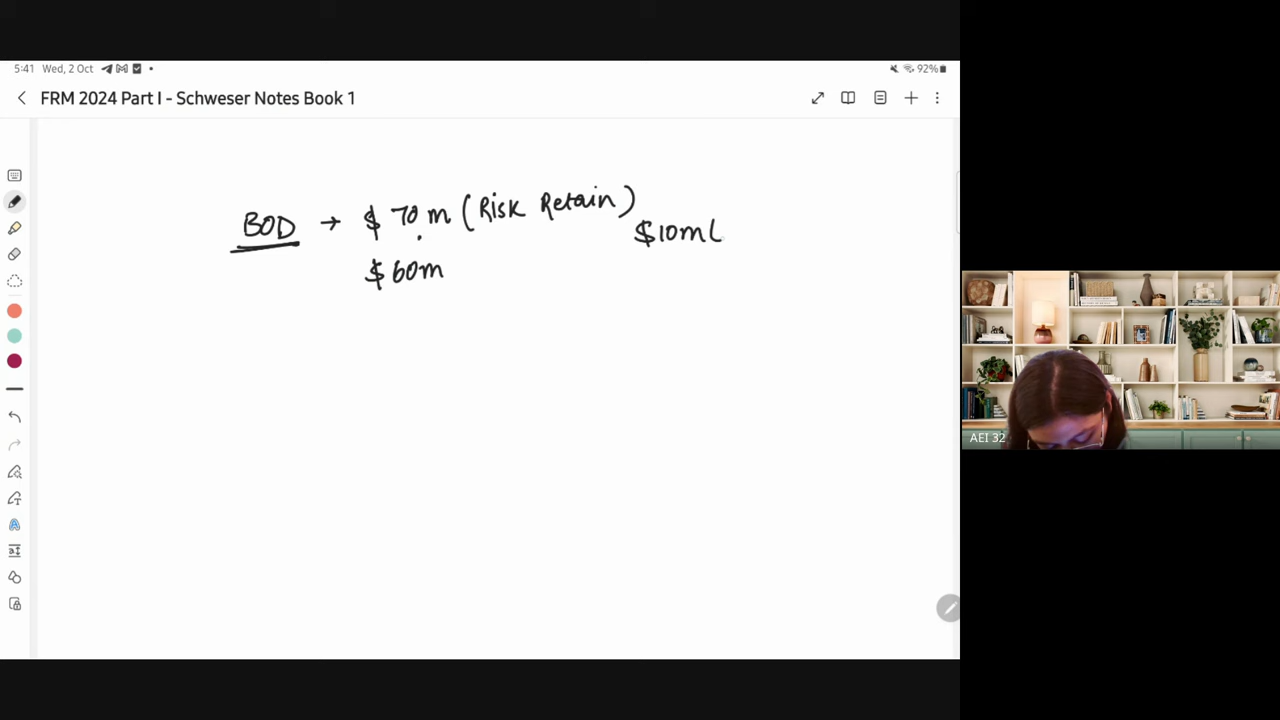 5:41 Wed, 2 Oct
92%
FRM 2024 Part I - Schweser Notes Book 1
BOD → $ 70 m (Risk Retain)
$10m(
$ 60m
AEI 32